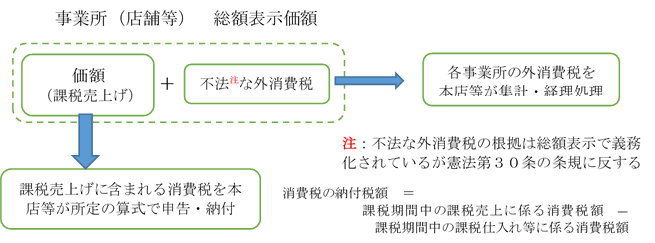 事業所（店舗等）　総額表示価額
価額
（課税売上げ）
＋
不法注な外消費税
各事業所の外消費税を
本店等が集計・経理処理
注：不法な外消費税の根拠は総額表示で義務
化されているが憲法第３０条の条規に反する
課税売上げに含まれる消費税を本
店等が所定の算式で申告・納付
消費税の納付税額　＝
課税期間中の課税売上に係る消費税額　－
課税期間中の課税仕入れ等に係る消費税額